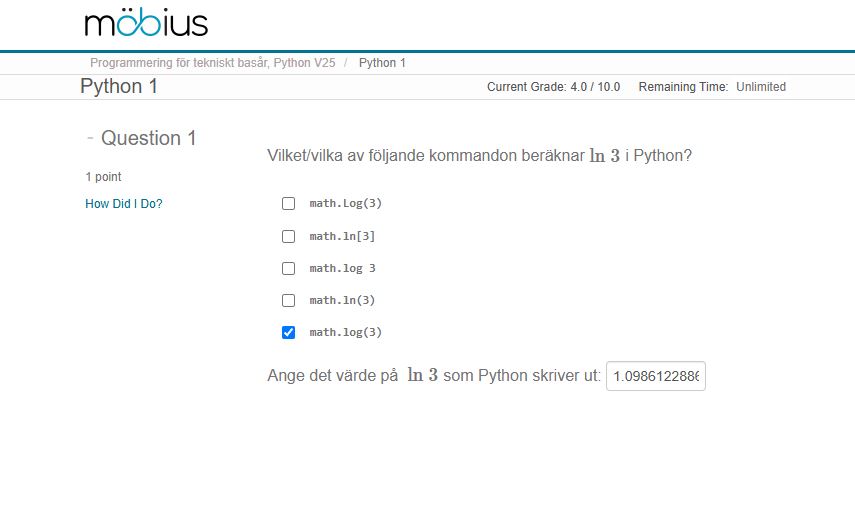 möbius
Programmering för tekniskt basår, Python V25 / Python 1
Python 1 Current Grade: 4.0 / 10.0 Remaining Time: Unlimited
- Question 1
1 point
How Did I Do?
Vilket/vilka av följande kommandon beräknar ln 3 i Python?
math.Log(3)
math.ln[3]
math.log 3
math.ln(3)
math.log(3)
Ange det värde på ln 3 som Python skriver ut: 1.098612288